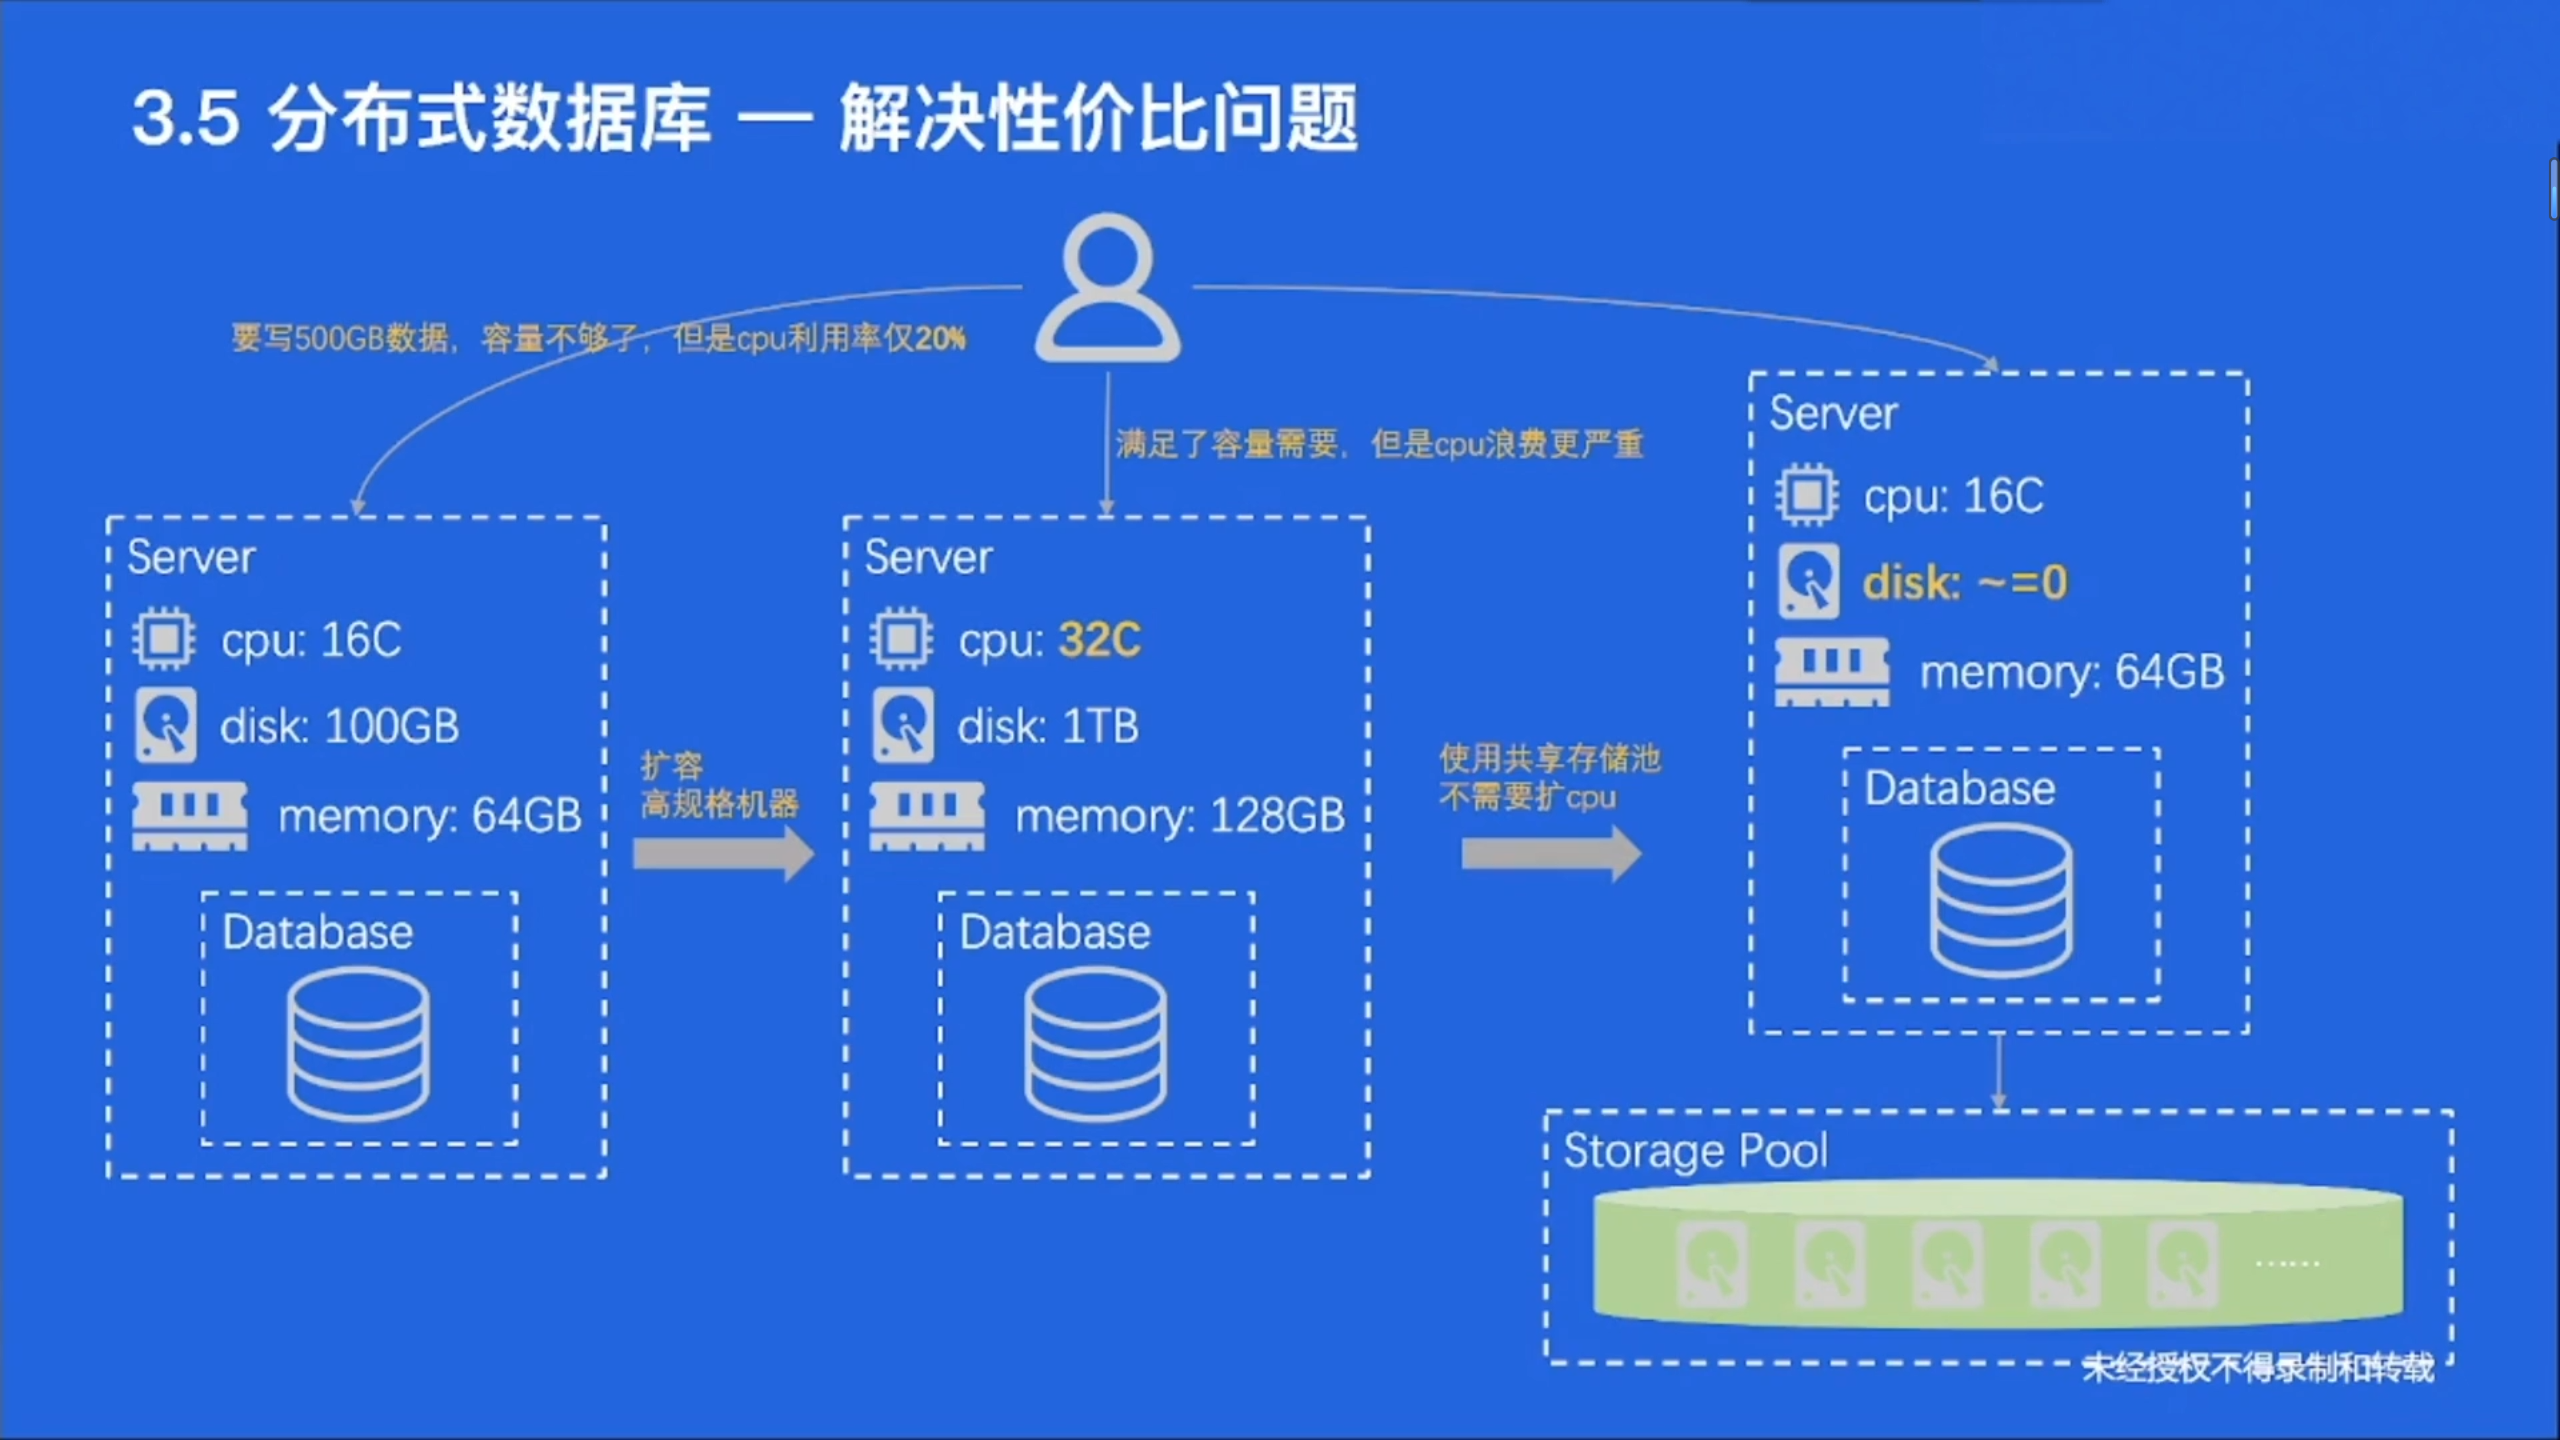 3.5 分布式数据库 — 解决性价比问题
要写500GB数据，容量不够了，但是cpu利用率仅20%
满足了容量需要，但是cpu浪费更严重
Server
cpu: 16C
disk: 100GB
memory: 64GB
Database
扩容
高规格机器
Server
cpu: 32C
disk: 1TB
memory: 128GB
Database
使用共享存储池
不需要扩cpu
Server
cpu: 16C
disk: ~=0
memory: 64GB
Database
Storage Pool
……
未经授权不得录制和转载